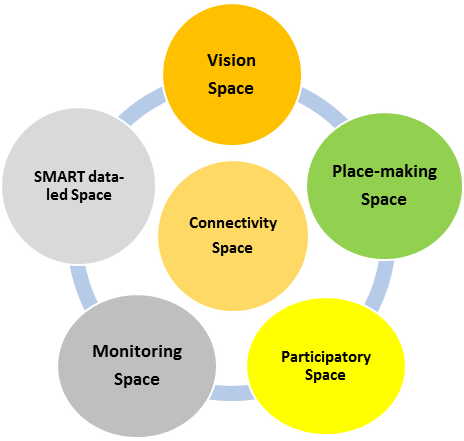 Vision
Space
Place-making
Space
SMART data-
led Space
Connectivity
Space
Monitoring
Space
Participatory
Space